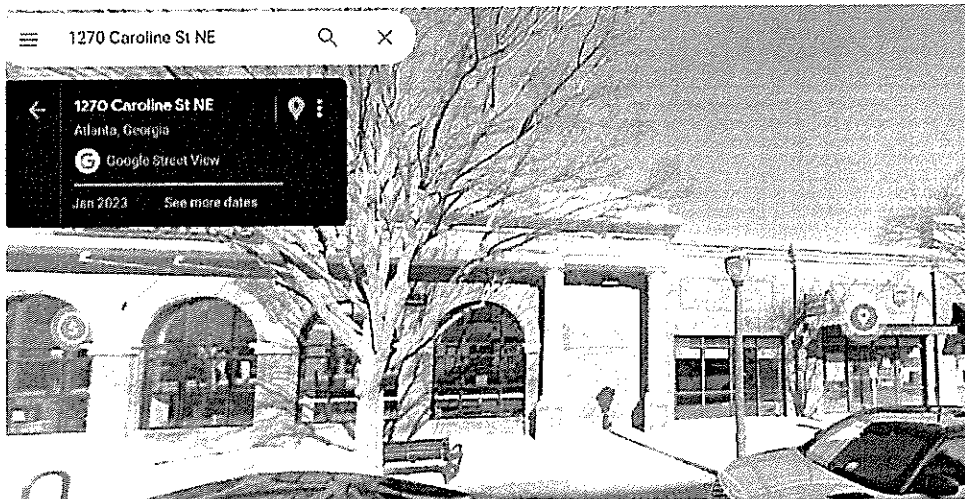 1270 Caroline St NE
1270 Caroline St NE
Atlanta, Georgia
Google Street View
Jan 2023 See more dates